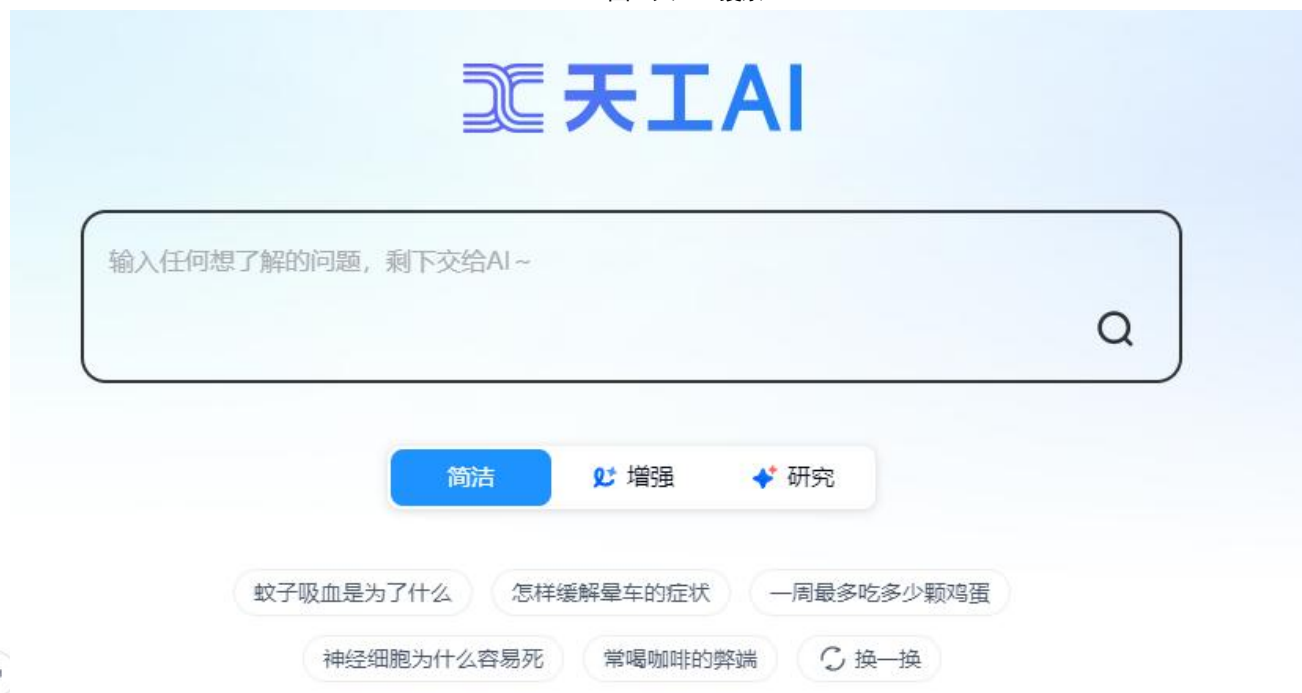 天工AI
输入任何想了解的问题，剩下交给AI~
简洁 增强 研究
蚊子吸血是为了什么 怎样缓解晕车的症状 一周最多吃多少颗鸡蛋
神经细胞为什么容易死 常喝咖啡的弊端 换一换